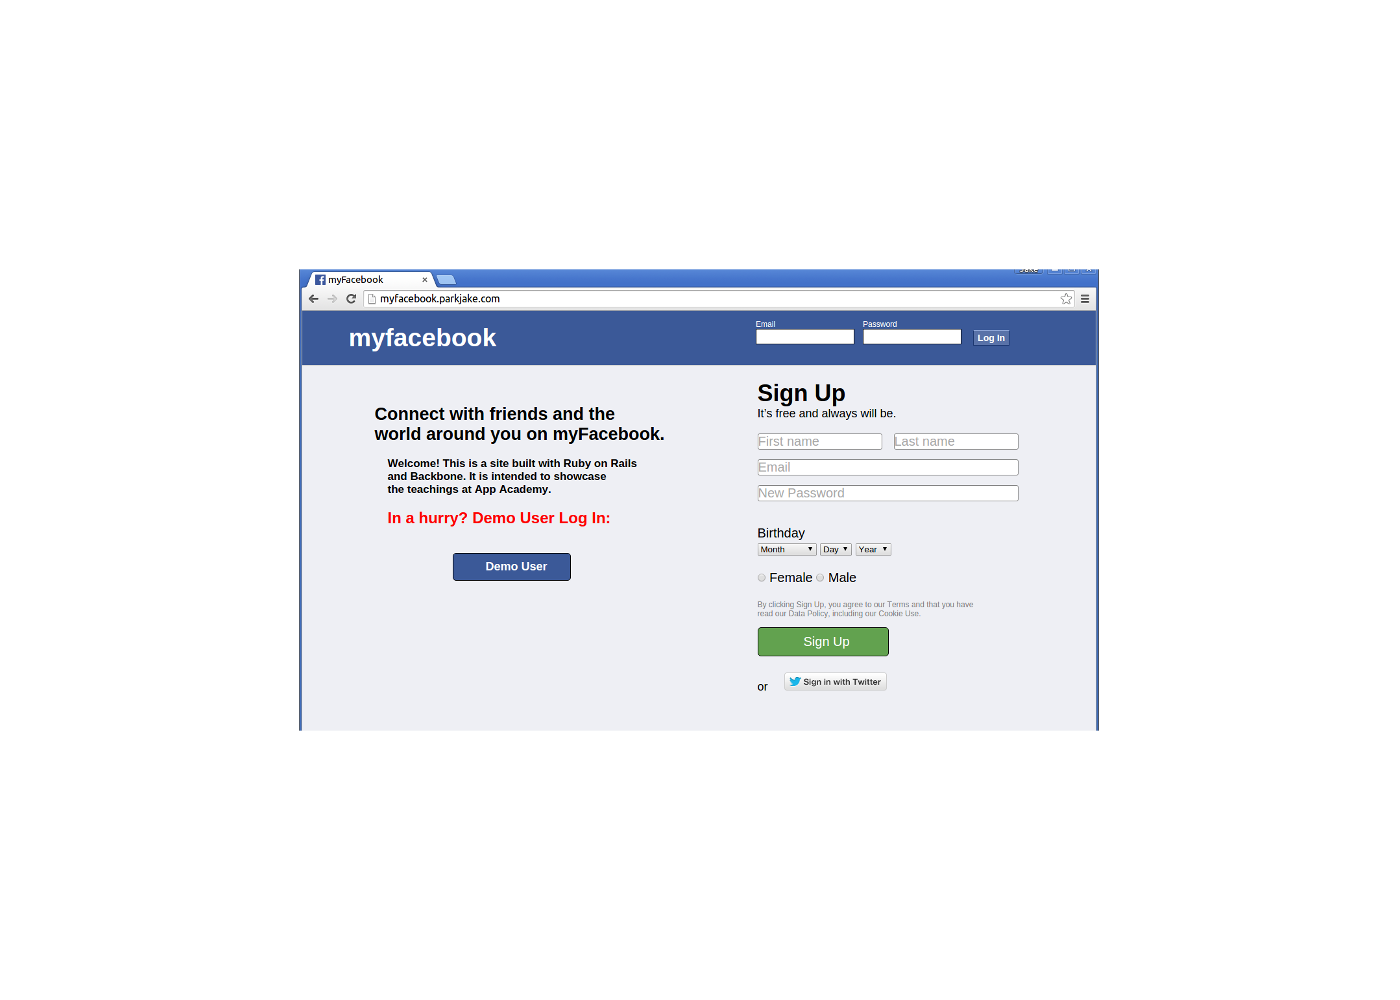 myFacebook
myfacebook.parkjake.com
myfacebook
Email
Password
Log In
Connect with friends and the
world around you on myFacebook.
Welcome! This is a site built with Ruby on Rails
and Backbone. It is intended to showcase
the teachings at App Academy.
In a hurry? Demo User Log In:
Demo User
Sign Up
It's free and always will be.
First name
Last name
Email
New Password
Birthday
Month
Day
Year
Female
Male
By clicking Sign Up, you agree to our Terms and that you have
read our Data Policy, including our Cookie Use.
Sign Up
or
Sign in with Twitter